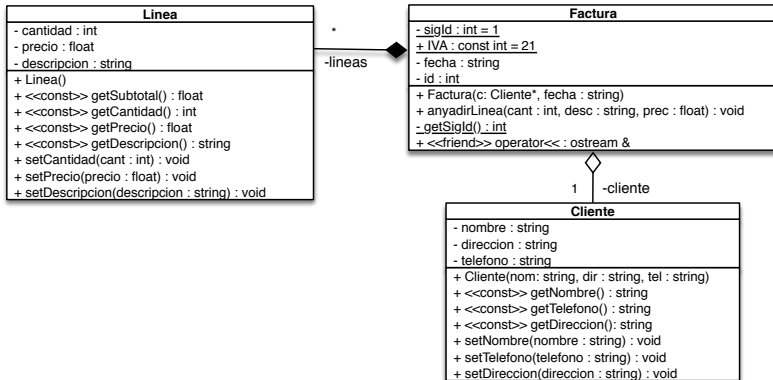 Linea
- cantidad : int
- precio : float
- descripcion : string
+ Linea()
+ <<const>> getSubtotal() : float
+ <<const>> getCantidad() : int
+ <<const>> getPrecio() : float
+ <<const>> getDescripcion() : string
+ setCantidad(cant : int) : void
+ setPrecio(precio : float) : void
+ setDescripcion(descripcion : string) : void
*
-lineas
Factura
- sigId : int = 1
+ IVA : const int = 21
- fecha : string
- id : int
+ Factura(c: Cliente*, fecha : string)
+ anyadirLinea(cant : int, desc : string, prec : float) : void
- getSigId() : int
+ <<friend>> operator<< : ostream &
1
-cliente
Cliente
- nombre : string
- direccion : string
- telefono : string
+ Cliente(nom: string, dir : string, tel : string)
+ <<const>> getNombre() : string
+ <<const>> getTelefono() : string
+ <<const>> getDireccion(): string
+ setNombre(nombre : string) : void
+ setTelefono(telefono : string) : void
+ setDireccion(direccion : string) : void